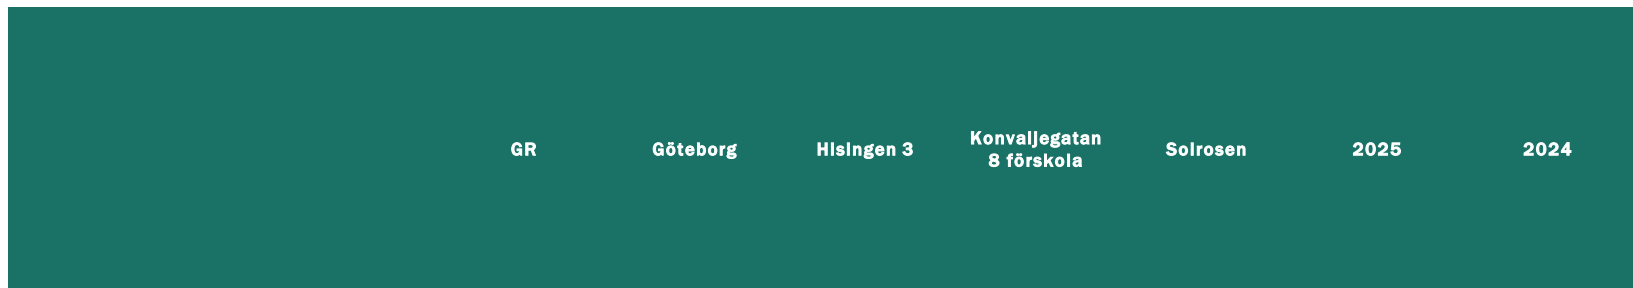 GR
Göteborg
Hisingen 3
Konvaljegatan
8 förskola
Solrosen
2025
2024